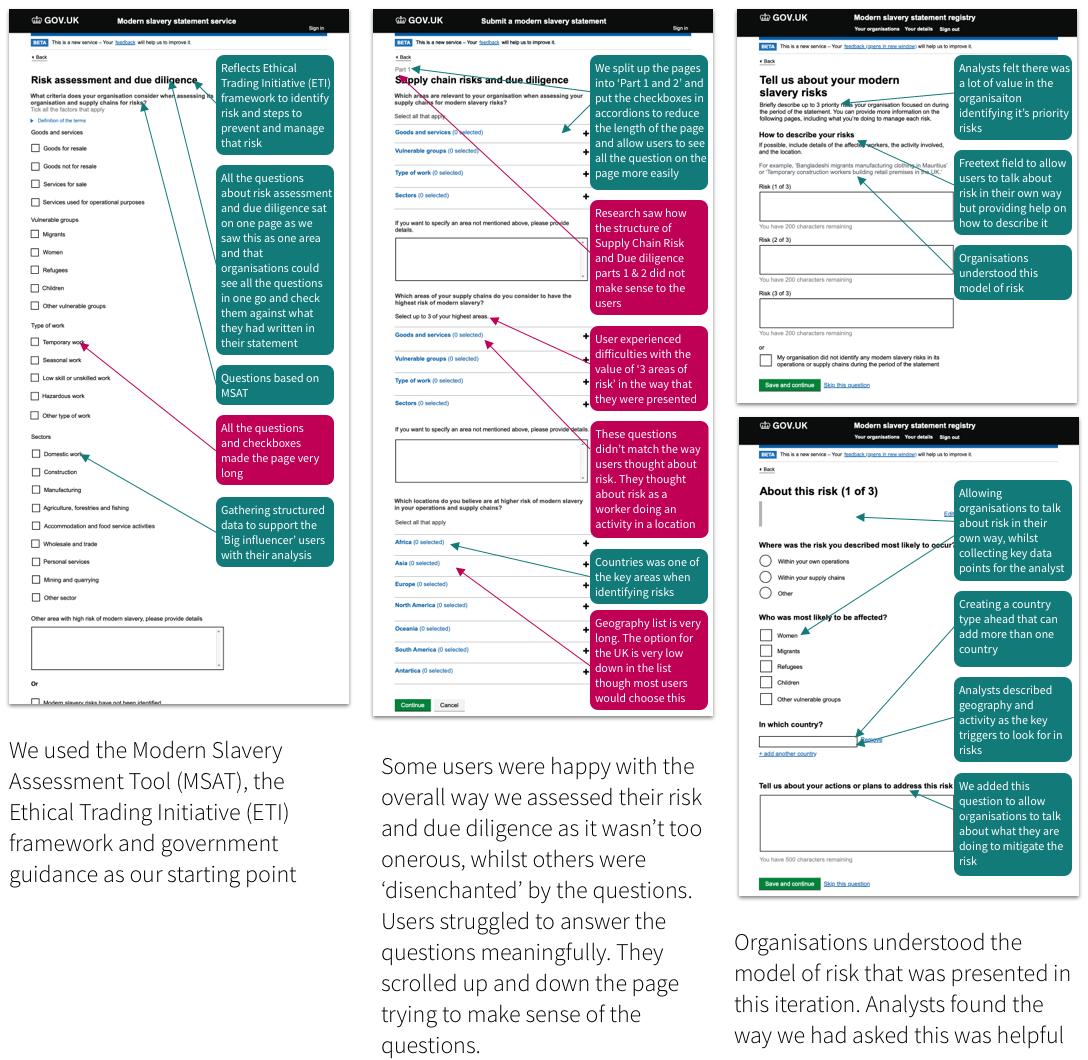 GOV.UK
Modern slavery statement service
Sign in
BETA This is a new service – Your feedback will help us to improve it.
Back
Risk assessment and due diligence
What criteria does your organisation consider when assessing its
organisation and supply chains for risks?
Tick all the factors that apply
Definition of the terms
Goods and services
Goods for resale
Goods not for resale
Services for sale
Services used for operational purposes
Vulnerable groups
Migrants
Women
Refugees
Children
Other vulnerable groups
Type of work
Temporary work
Seasonal work
Low skill or unskilled work
Hazardous work
Other type of work
Sectors
Domestic work
Construction
Manufacturing
Agriculture, forestries and fishing
Accommodation and food service activities
Wholesale and trade
Personal services
Mining and quarrying
Other sector
Other area with high risk of modern slavery, please provide details
Or
Modern slavery risks have not been identified
Reflects Ethical
Trading Initiative (ETI)
framework to identify
risk and steps to
prevent and manage
that risk
All the questions
about risk assessment
and due diligence sat
on one page as we
saw this as one area
and that
organisations could
see all the questions
in one go and check
them against what
they had written in
their statement
Questions based on
MSAT
All the questions
and checkboxes
made the page very
long
Gathering structured
data to support the
‘Big influencer’ users
with their analysis
We used the Modern Slavery
Assessment Tool (MSAT), the
Ethical Trading Initiative (ETI)
framework and government
guidance as our starting point
GOV.UK
Submit a modern slavery statement
Sign in
BETA This is a new service – Your feedback will help us to improve it.
Back
Part 1
Supply chain risks and due diligence
Which areas are relevant to your organisation when assessing your
supply chains for modern slavery risks?
Select all that apply
Goods and services (0 selected)
Vulnerable groups (0 selected)
Type of work (0 selected)
Sectors (0 selected)
If you want to specify an area not mentioned above, please provide
details.
Which areas of your supply chains do you consider to have the
highest risk of modern slavery?
Select up to 3 of your highest areas.
Goods and services (0 selected)
Vulnerable groups (0 selected)
Type of work (0 selected)
Sectors (0 selected)
If you want to specify an area not mentioned above, please provide details.
Which locations do you believe are at higher risk of modern slavery
in your operations and supply chains?
Select all that apply
Africa (0 selected)
Asia (0 selected)
Europe (0 selected)
North America (0 selected)
Oceania (0 selected)
South America (0 selected)
Antartica (0 selected)
Continue Cancel
We split up the pages
into ‘Part 1 and 2’ and
put the checkboxes in
accordions to reduce
the length of the page
and allow users to see
all the question on the
page more easily
Research saw how
the structure of
Supply Chain Risk
and Due diligence
parts 1 & 2 did not
make sense to the
users
User experienced
difficulties with the
value of ‘3 areas of
risk’ in the way that
they were presented
These questions
didn’t match the way
users thought about
risk. They thought
about risk as a
worker doing an
activity in a location
Countries was one of
the key areas when
identifying risks
Geography list is very
long. The option for
the UK is very low
down in the list
though most users
would choose this
Some users were happy with the
overall way we assessed their risk
and due diligence as it wasn’t too
onerous, whilst others were
‘disenchanted’ by the questions.
Users struggled to answer the
questions meaningfully. They
scrolled up and down the page
trying to make sense of the
questions.
GOV.UK
Modern slavery statement registry
Your organisations Your details Sign out
BETA This is a new service – Your feedback (opens in new window) will help us to improve it.
Back
Tell us about your modern
slavery risks
Briefly describe up to 3 priority risks your organisation focused on during
the period of the statement. You can provide more information on the
following pages, including what you're doing to manage each risk.
How to describe your risks
If possible, include details of the affected workers, the activity involved,
and the location.
For example, 'Bangladeshi migrants manufacturing clothing in Mauritius'
or 'Temporary construction workers building retail premises in the UK.'
Risk (1 of 3)
You have 200 characters remaining
Risk (2 of 3)
You have 200 characters remaining
Risk (3 of 3)
You have 200 characters remaining
or
My organisation did not identify any modern slavery risks in its
operations or supply chains during the period of the statement
Save and continue Skip this question
Analysts felt there was
a lot of value in the
organisaiton
identifying it’s priority
risks
Freetext field to allow
users to talk about
risk in their own way
but providing help on
how to describe it
Organisations
understood this
model of risk
GOV.UK
Modern slavery statement registry
Your organisations Your details Sign out
BETA This is a new service – Your feedback (opens in new window) will help us to improve it.
Back
About this risk (1 of 3)
Where was the risk you described most likely to occur?
Within your own operations
Within your supply chains
Other
Who was most likely to be affected?
Women
Migrants
Refugees
Children
Other vulnerable groups
In which country?
Remove
+ add another country
Tell us about your actions or plans to address this risk
You have 500 characters remaining
Save and continue Skip this question
Allowing
organisations to talk
about risk in their
own way, whilst
collecting key data
points for the analyst
Creating a country
type ahead that can
add more than one
country
Analysts described
geography and
activity as the key
triggers to look for in
risks
We added this
question to allow
organisations to talk
about what they are
doing to mitigate the
risk
Organisations understood the
model of risk that was presented in
this iteration. Analysts found the
way we had asked this was helpful